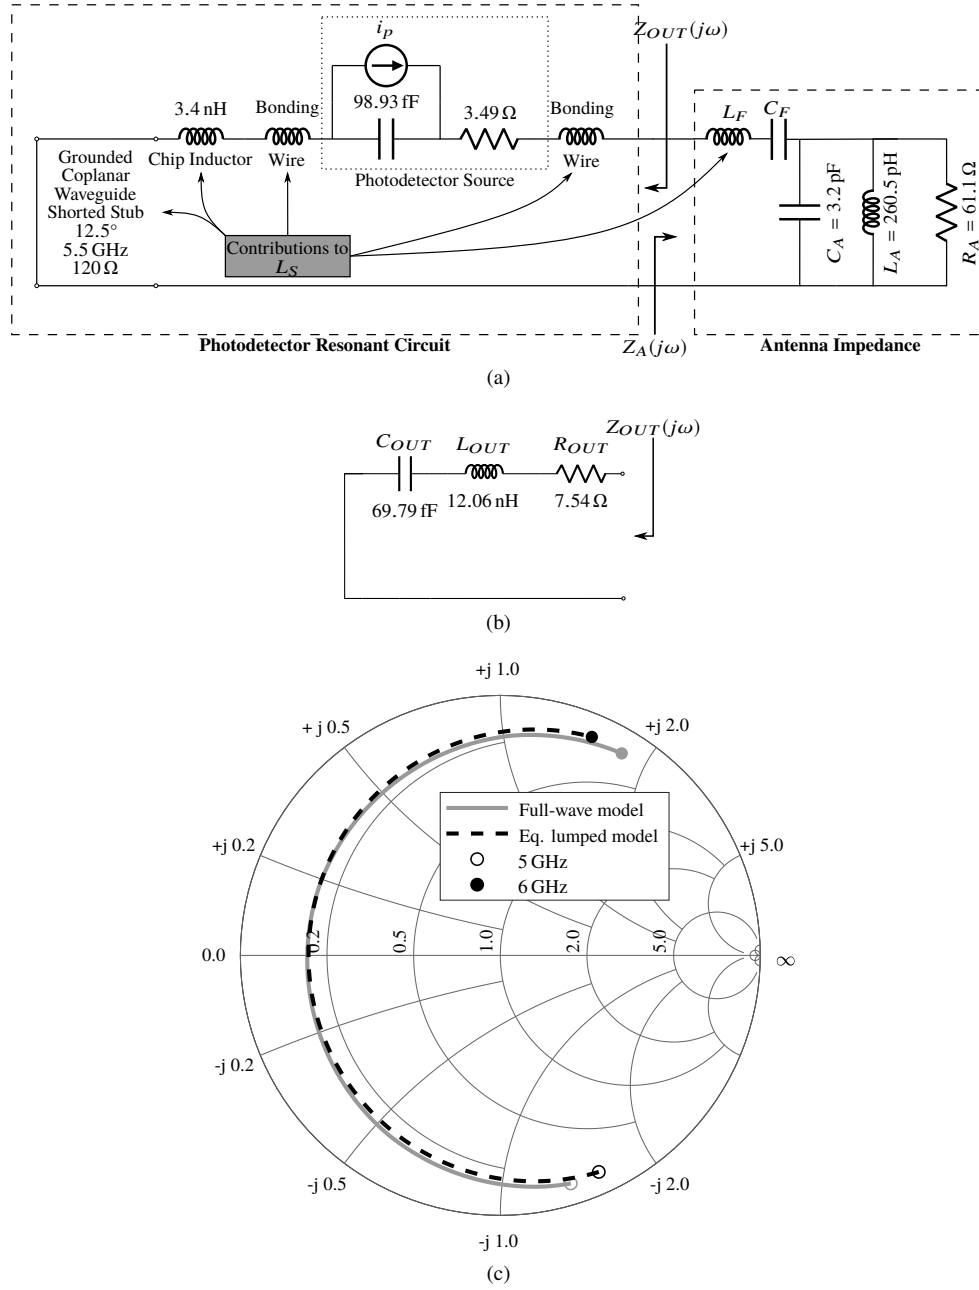 i_p
Z_OUT(jω)
98.93 fF
3.4 nH
Bonding
3.49 Ω
Bonding
L_F
C_F
Chip Inductor
Wire
Wire
Photodetector Source
Grounded
Coplanar
Waveguide
Shorted Stub
12.5°
5.5 GHz
120 Ω
Contributions to
L_S
C_A = 3.2 pF
L_A = 260.5 pH
R_A = 61.1 Ω
Z_A(jω)
Photodetector Resonant Circuit
Antenna Impedance
(a)
C_OUT
L_OUT
R_OUT
Z_OUT(jω)
69.79 fF
12.06 nH
7.54 Ω
(b)
+j 1.0
+ j 0.5
+j 2.0
Full-wave model
Eq. lumped model
5 GHz
6 GHz
+j 0.2
+j 5.0
0.2
0.5
1.0
2.0
5.0
0.0
∞
-j 0.2
-j 0.5
-j 2.0
-j 1.0
(c)